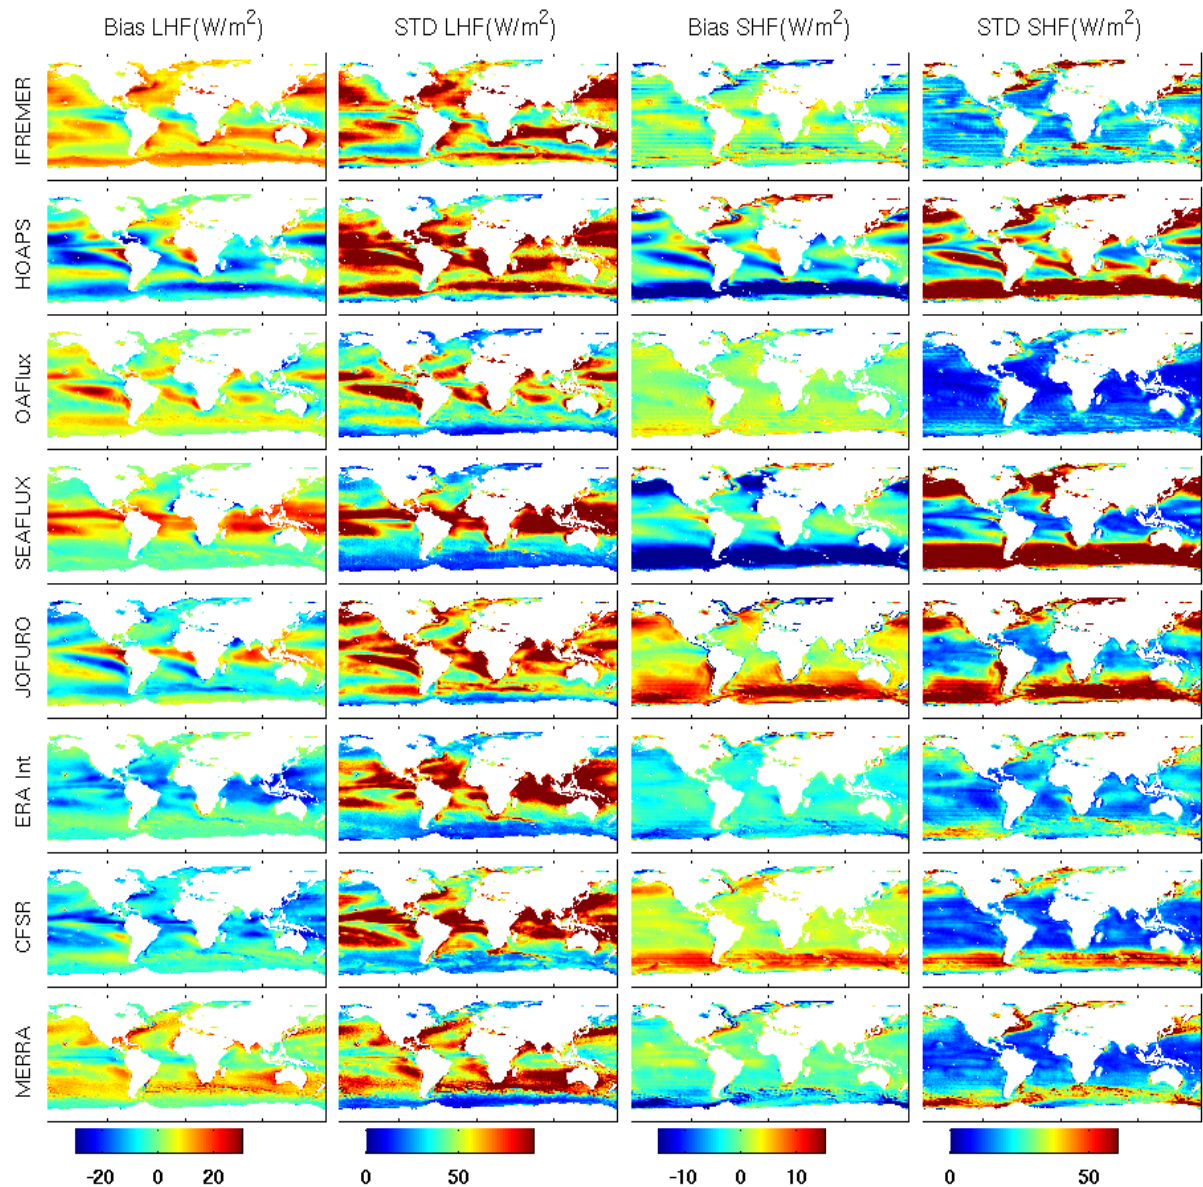 Bias LHF(W/m²) STD LHF(W/m²) Bias SHF(W/m²) STD SHF(W/m²)
IFREMER
HOAPS
OAFlux
SEAFLUX
JOFURO
ERA Int
CFSR
MERRA
-20 0 20 0 50 -10 0 10 0 50